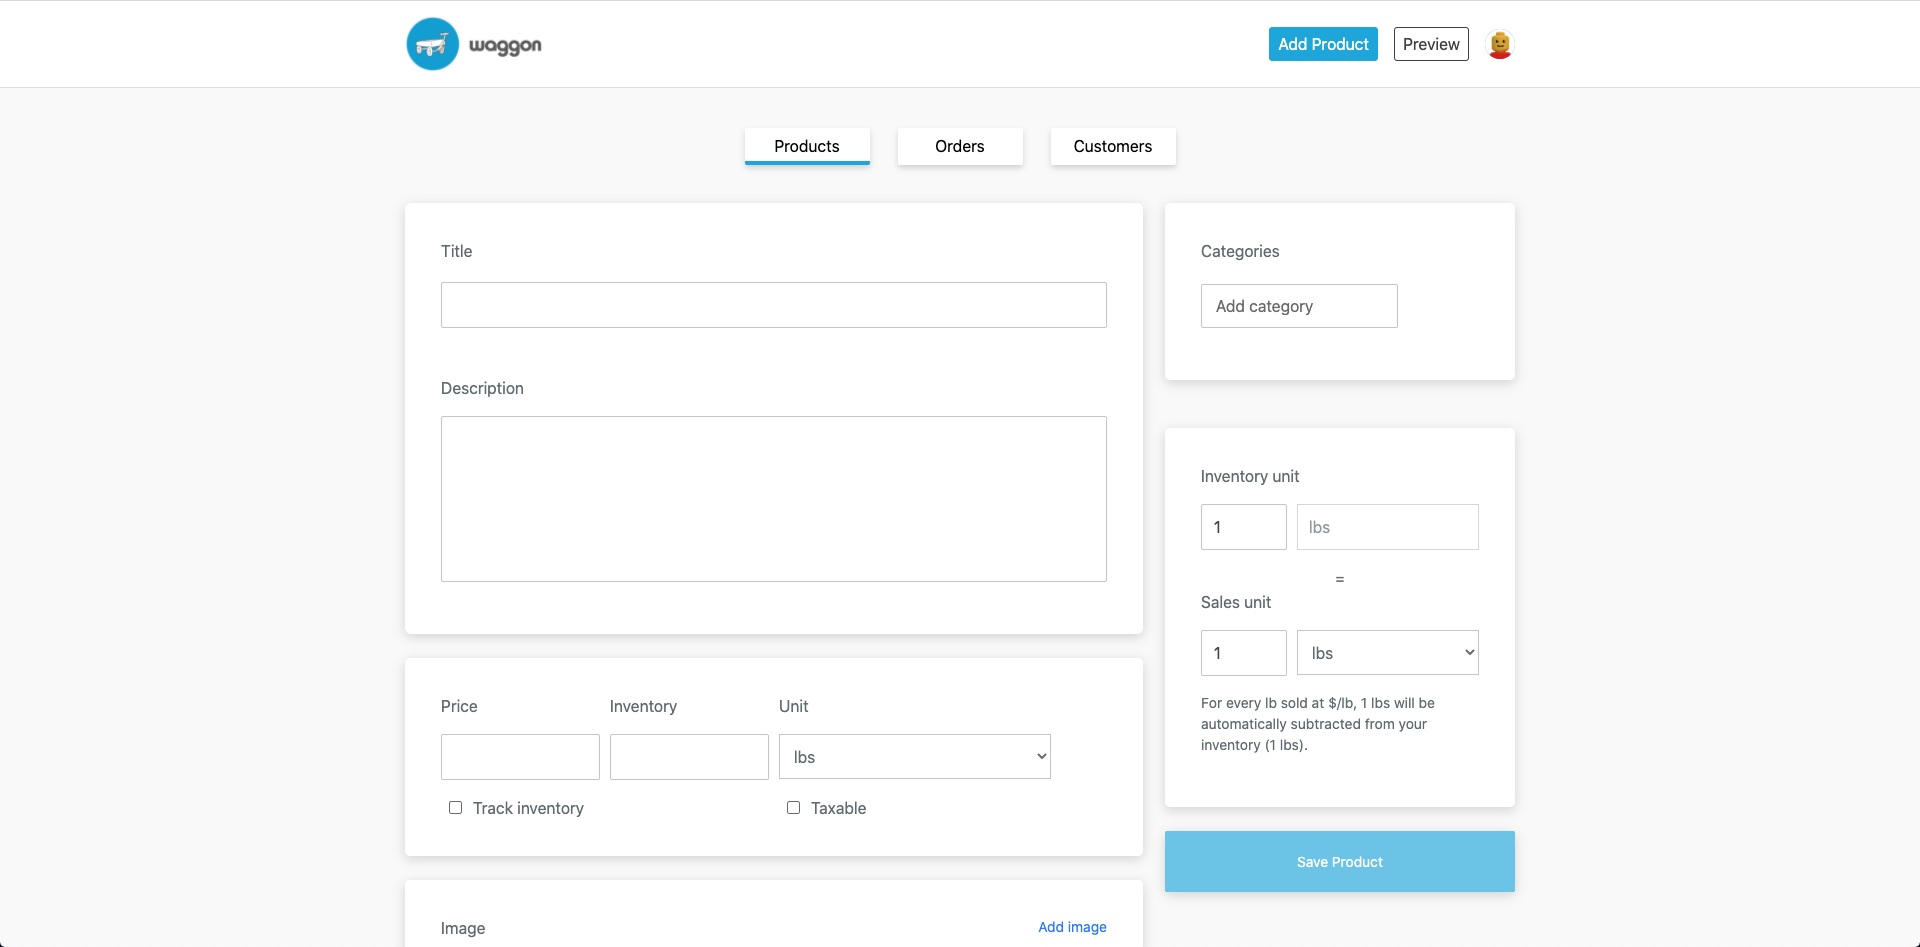 waggon
Add Product
Preview
Products
Orders
Customers
Title
Description
Price
Inventory
Unit
lbs
Track inventory
Taxable
Image
Add image
Categories
Add category
Inventory unit
1
lbs
=
Sales unit
1
lbs
For every lb sold at $/lb, 1 lbs will be
automatically subtracted from your
inventory (1 lbs).
Save Product